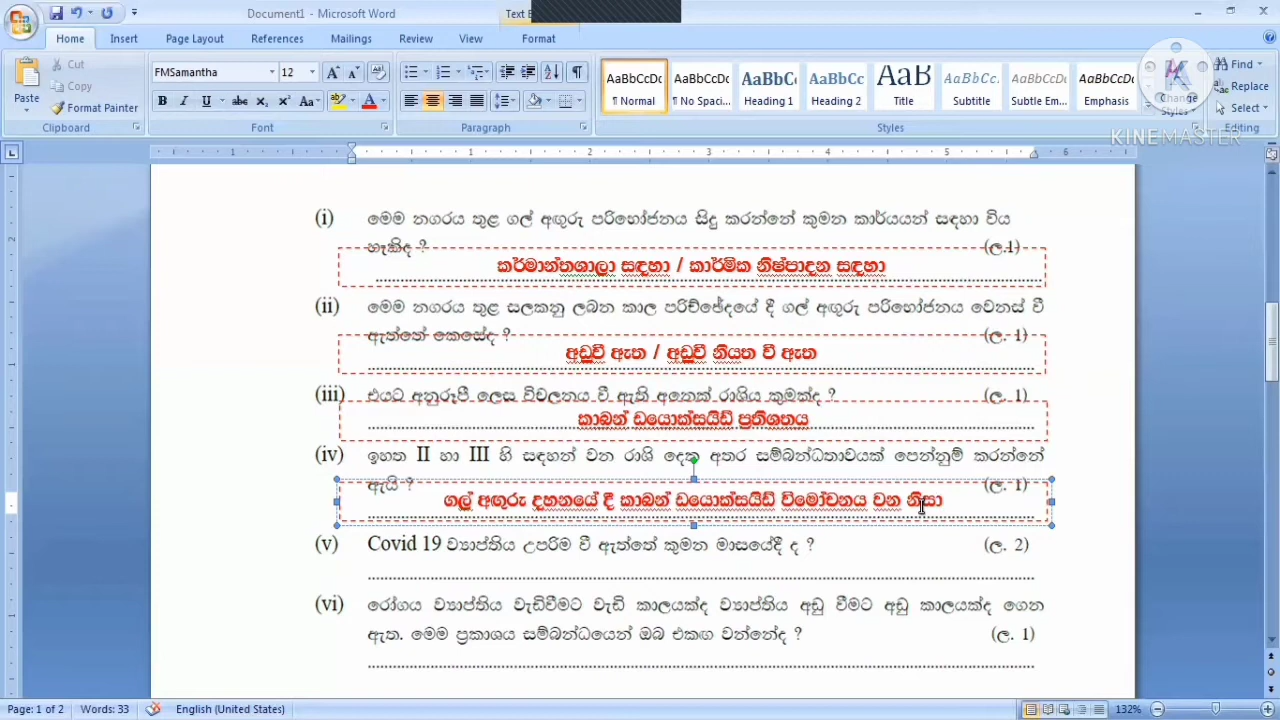 Document1 - Microsoft Word
Home Insert Page Layout References Mailings Review View Format
Paste
Cut
Copy
Format Painter
Clipboard
FMSamantha 12
Font
Paragraph
AaBbCcDc AaBbCcDc AaBbC AaBbCc AaB AaBbCc AaBbCcDc AaBbCcDc
¶ Normal ¶ No Spaci... Heading 1 Heading 2 Title Subtitle Subtle Em... Emphasis
Styles
Change Styles
Find
Replace
Select
Editing
KINEMASTER
(i) මෙම නගරය තුළ ගල් අඟුරු පරිභෝජනය සිදු කරන්නේ කුමන කාර්යයන් සඳහා විය
හැකිද ? (ල.1)
කර්මාන්තශාලා සඳහා / කාර්මික නිෂ්පාදන සඳහා
(ii) මෙම නගරය තුළ සලකනු ලබන කාල පරිච්ඡේදයේ දී ගල් අඟුරු පරිභෝජනය වෙනස් වී
ඇත්තේ කෙසේද ? (ල. 1)
අඩුවී ඇත / අඩුවී නියත වී ඇත
(iii) එයට අනුරූපී ලෙස විචලනය වී ඇති අනෙක් රාශිය කුමක්ද ? (ල. 1)
කාබන් ඩයොක්සයිඩ් ප්‍රතිශතය
(iv) ඉහත II හා III හි සඳහන් වන රාශි දෙක අතර සම්බන්ධතාවයක් පෙන්නුම් කරන්නේ
ඇයි ? (ල. 1)
ගල් අඟුරු දහනයේ දී කාබන් ඩයොක්සයිඩ් විමෝචනය වන නිසා
(v) Covid 19 ව්‍යාප්තිය උපරිම වී ඇත්තේ කුමන මාසයේදී ද ? (ල. 2)
(vi) රෝගය ව්‍යාප්තිය වැඩිවීමට වැඩි කාලයක්ද ව්‍යාප්තිය අඩු වීමට අඩු කාලයක්ද ගෙන
ඇත. මෙම ප්‍රකාශය සම්බන්ධයෙන් ඔබ එකඟ වන්නේද ? (ල. 1)
Page: 1 of 2 Words: 33 English (United States) 132%